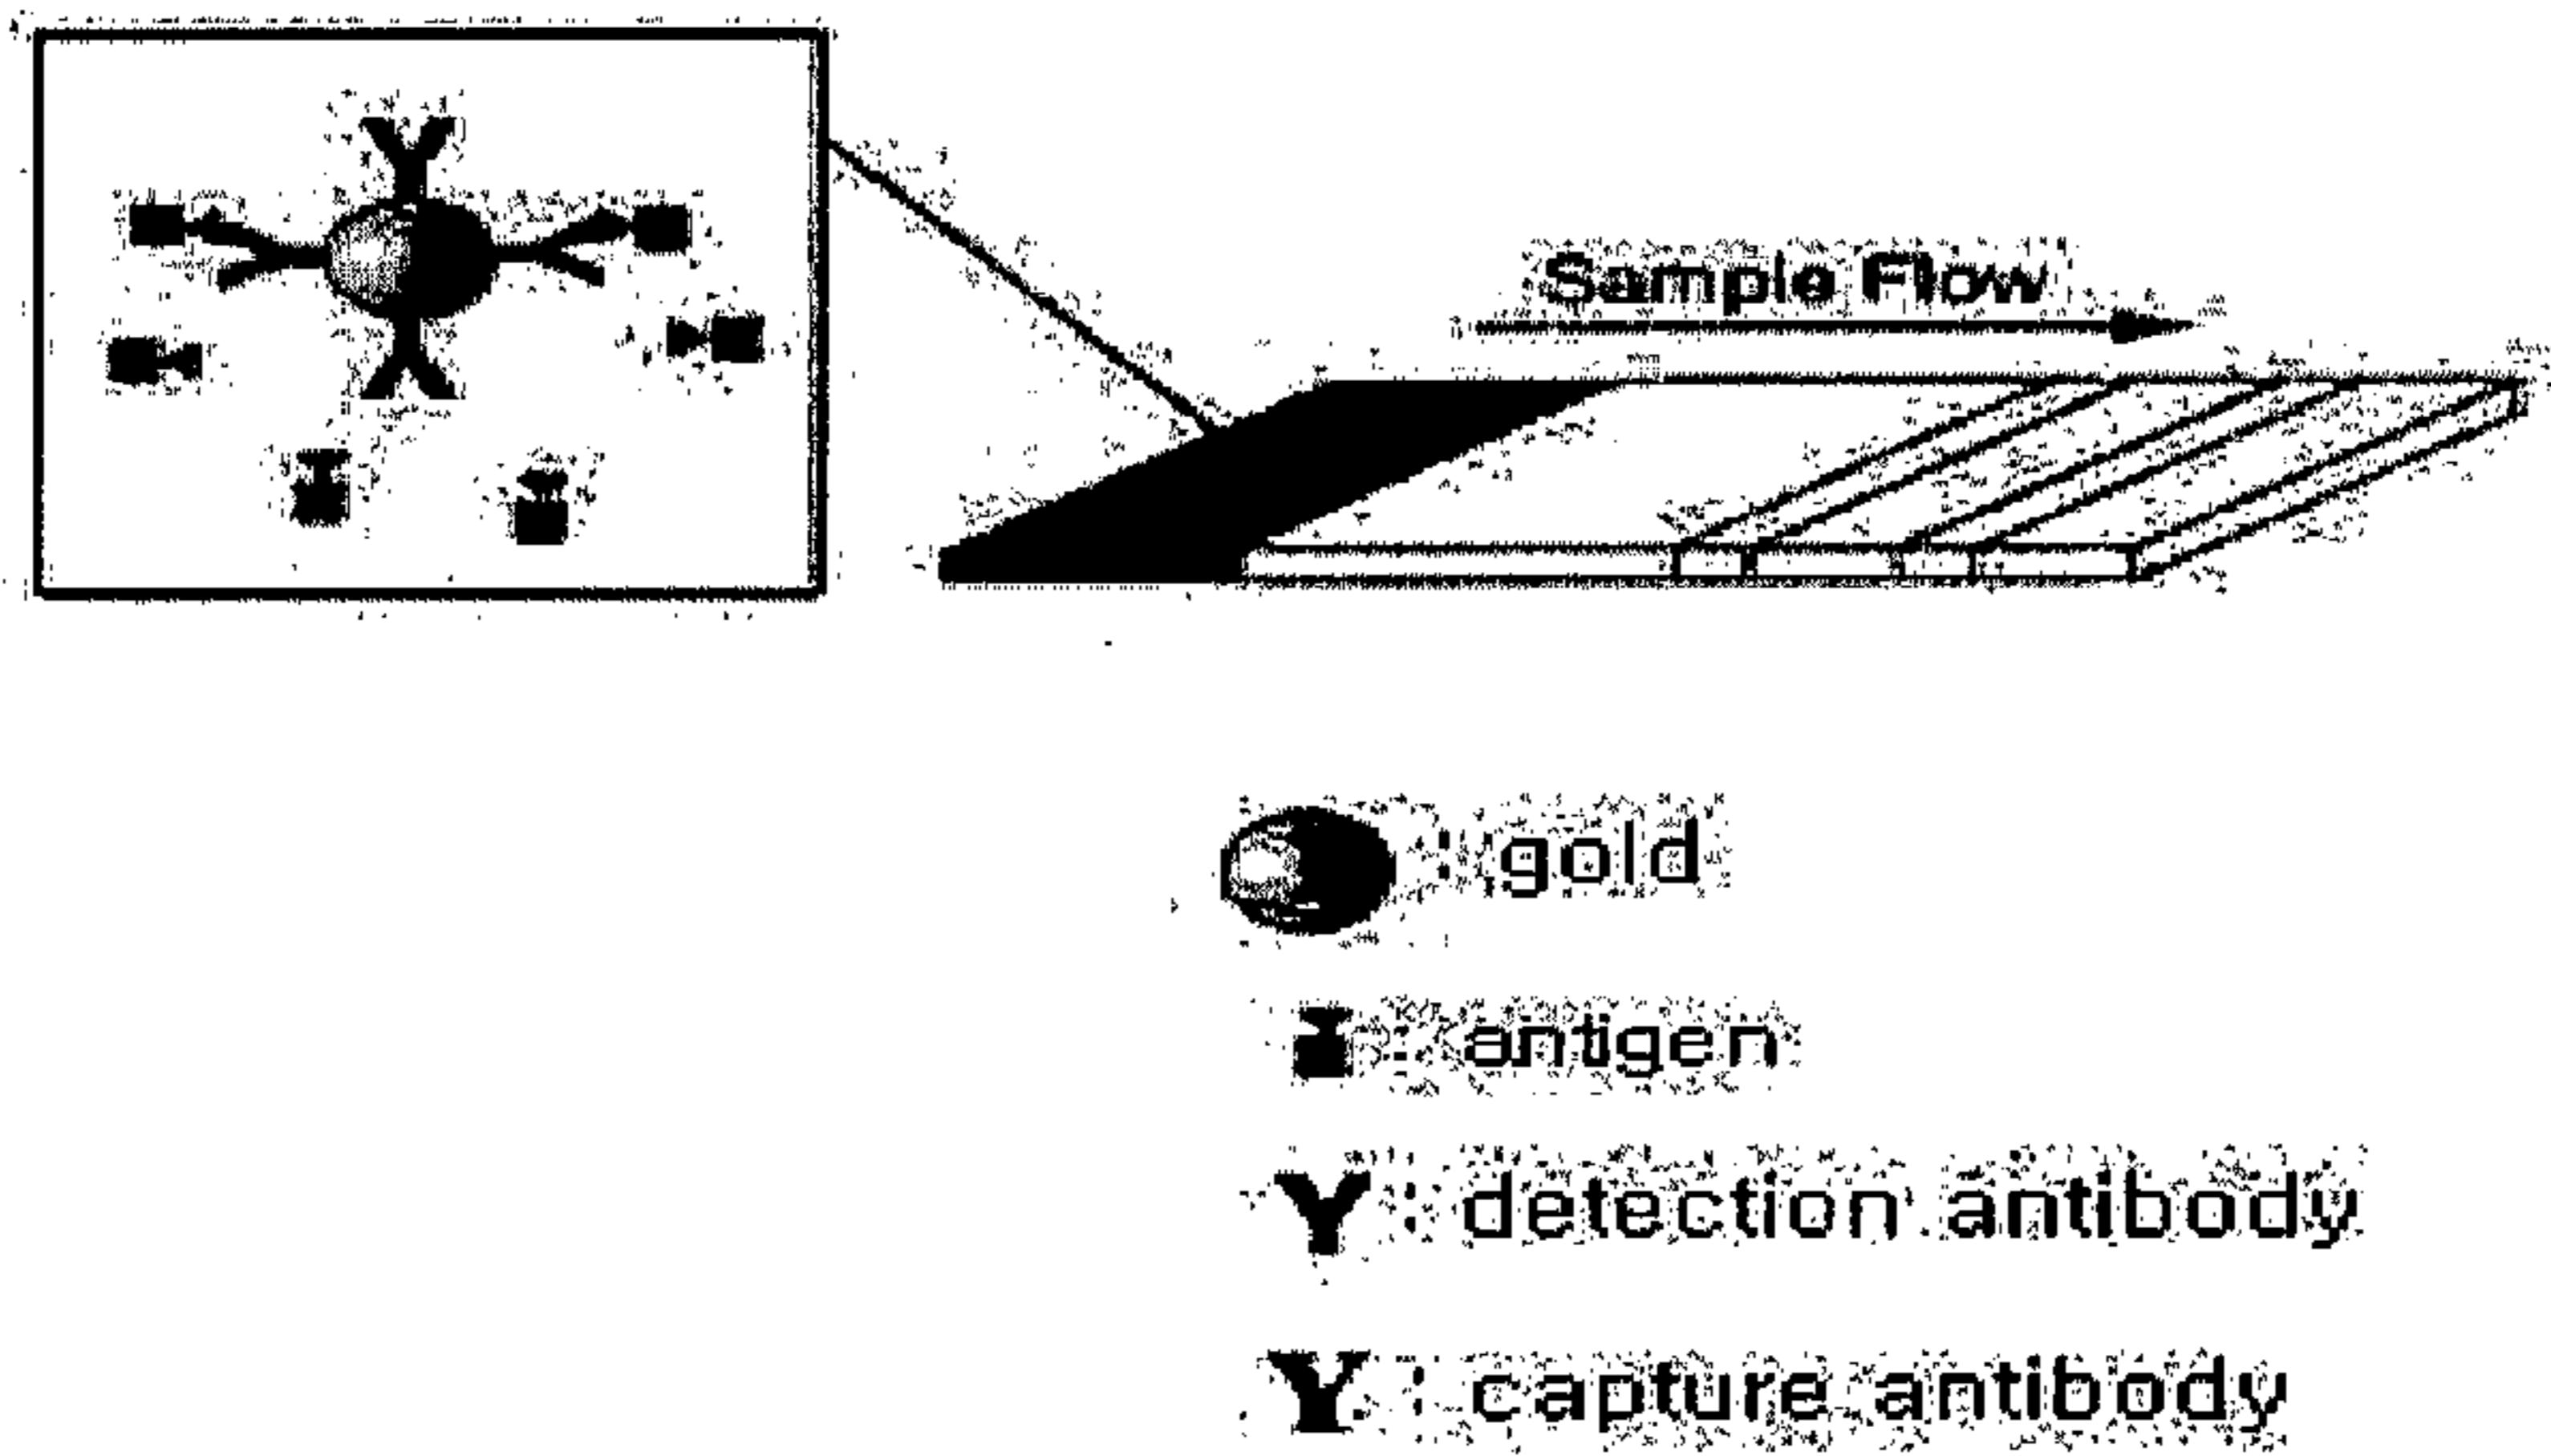 Sample Flow
: gold
: antigen
: detection antibody
: capture antibody